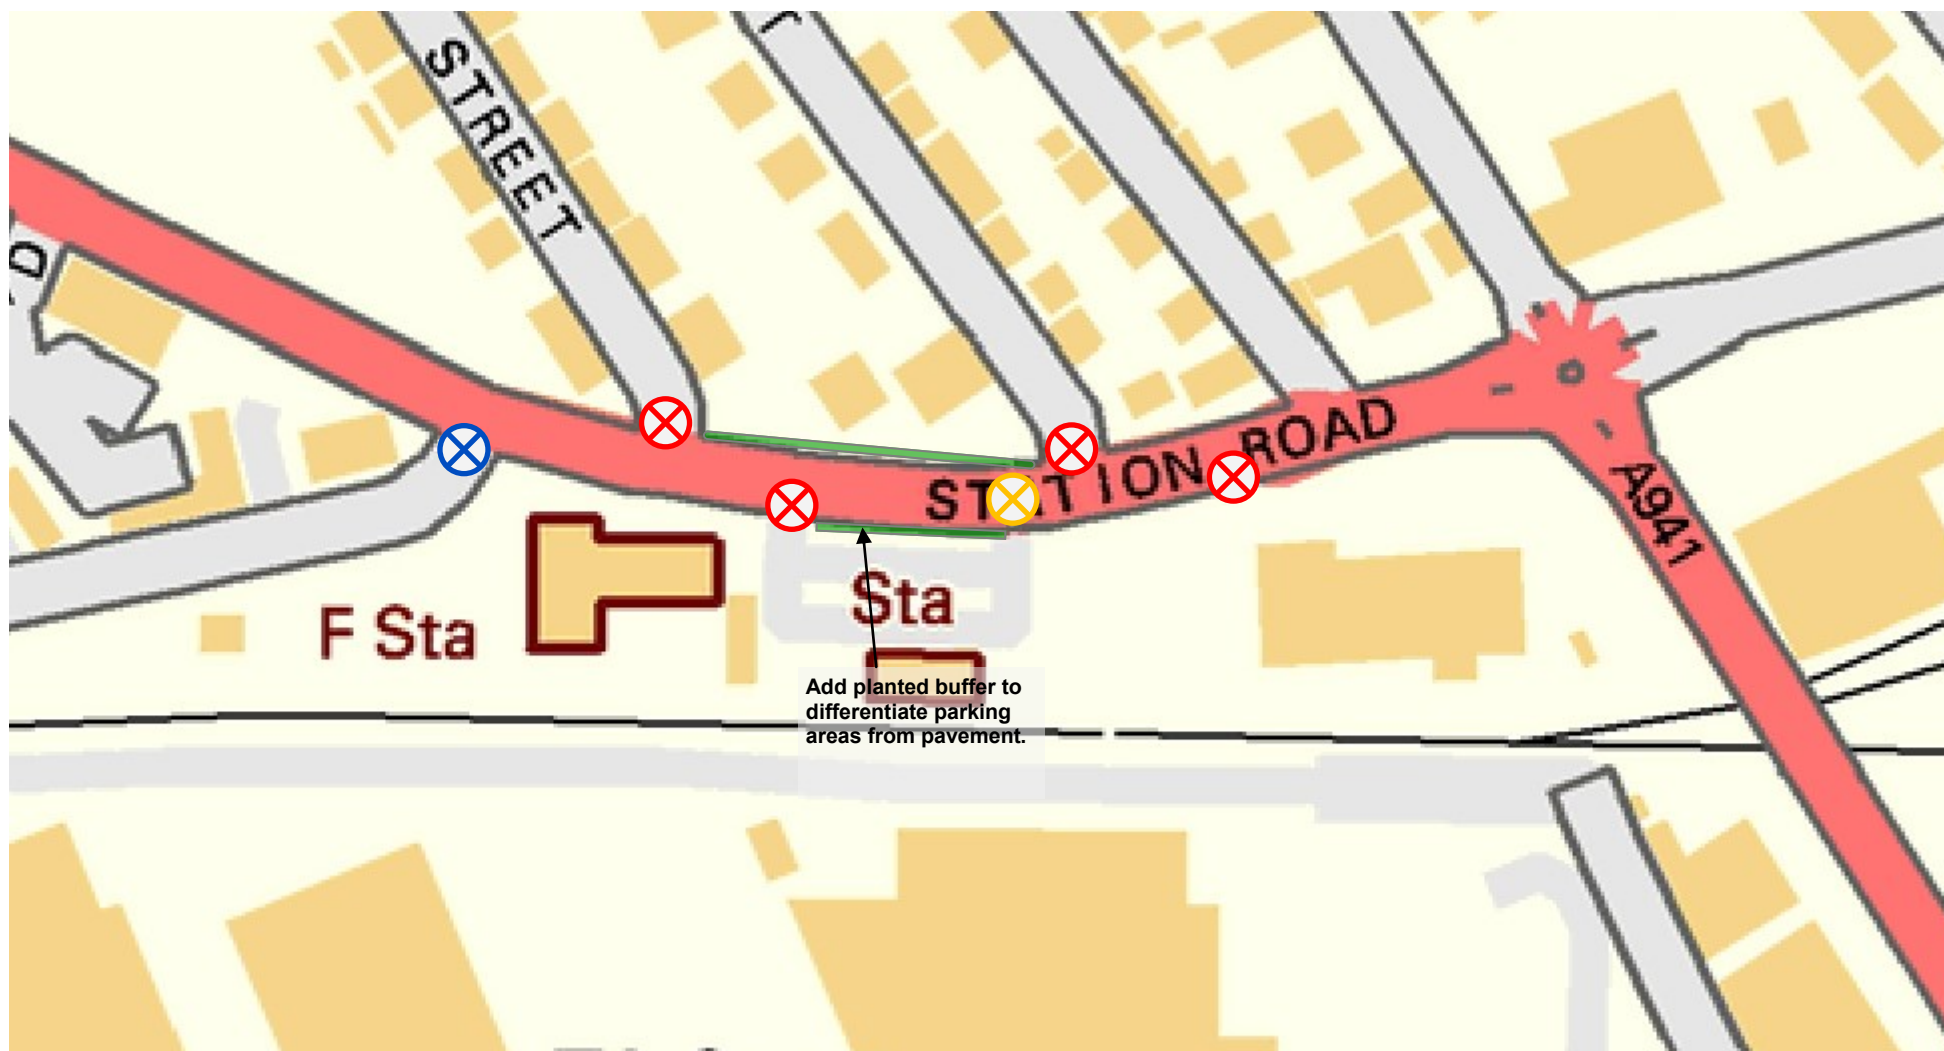 STREET
T
D
STATION ROAD
A941
F Sta
Sta
Add planted buffer to
differentiate parking
areas from pavement.